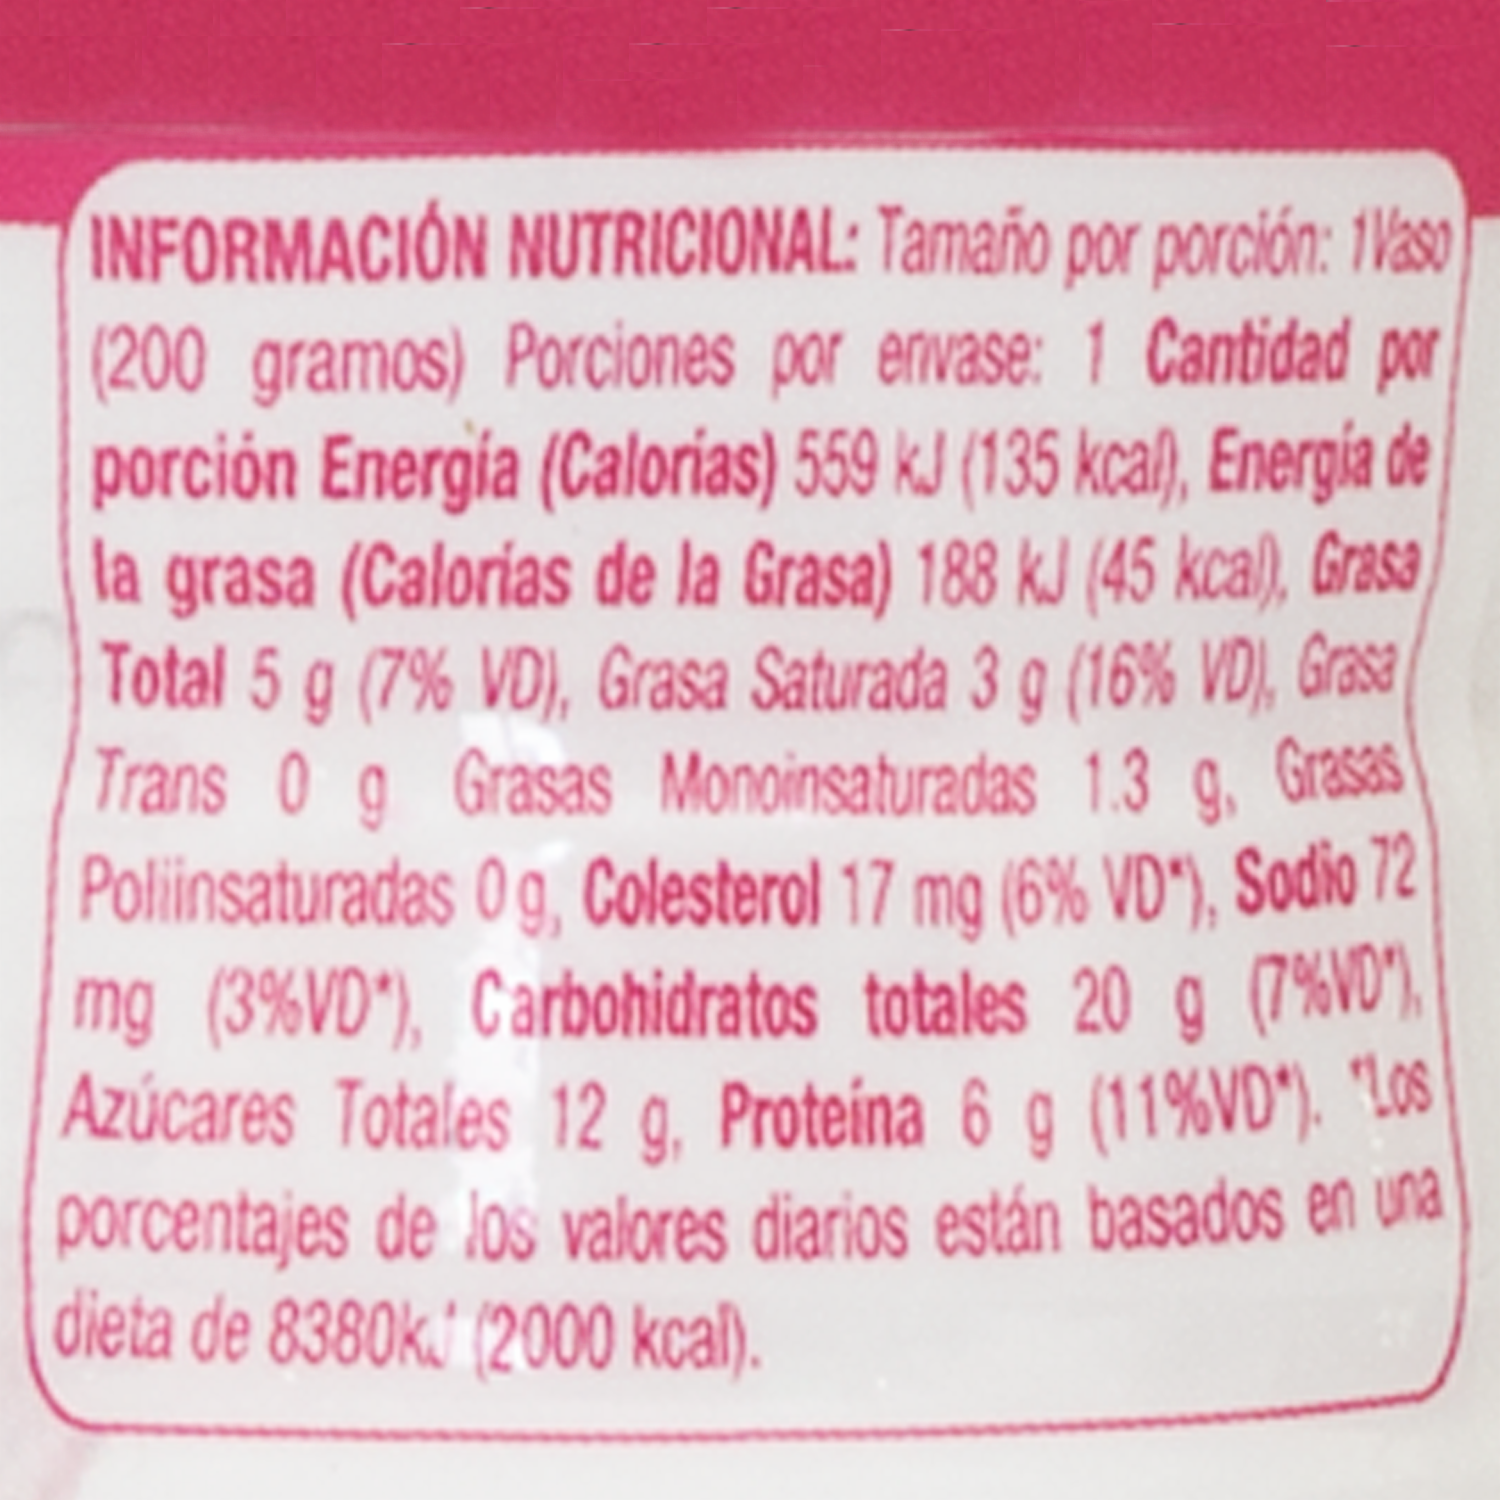 INFORMACIÓN NUTRICIONAL: Tamaño por porción: 1Vaso
(200 gramos) Porciones por envase: 1 Cantidad por
porción Energía (Calorías) 559 kJ (135 kcal), Energía de
la grasa (Calorías de la Grasa) 188 kJ (45 kcal), Grasa
Total 5 g (7% VD), Grasa Saturada 3 g (16% VD), Grasa
Trans 0 g Grasas Monoinsaturadas 1.3 g, Grasas
Poliinsaturadas 0 g, Colesterol 17 mg (6% VD*), Sodio 72
mg (3%VD*), Carbohidratos totales 20 g (7%VD*),
Azúcares Totales 12 g, Proteína 6 g (11%VD*). *Los
porcentajes de los valores diarios están basados en una
dieta de 8380kJ (2000 kcal).